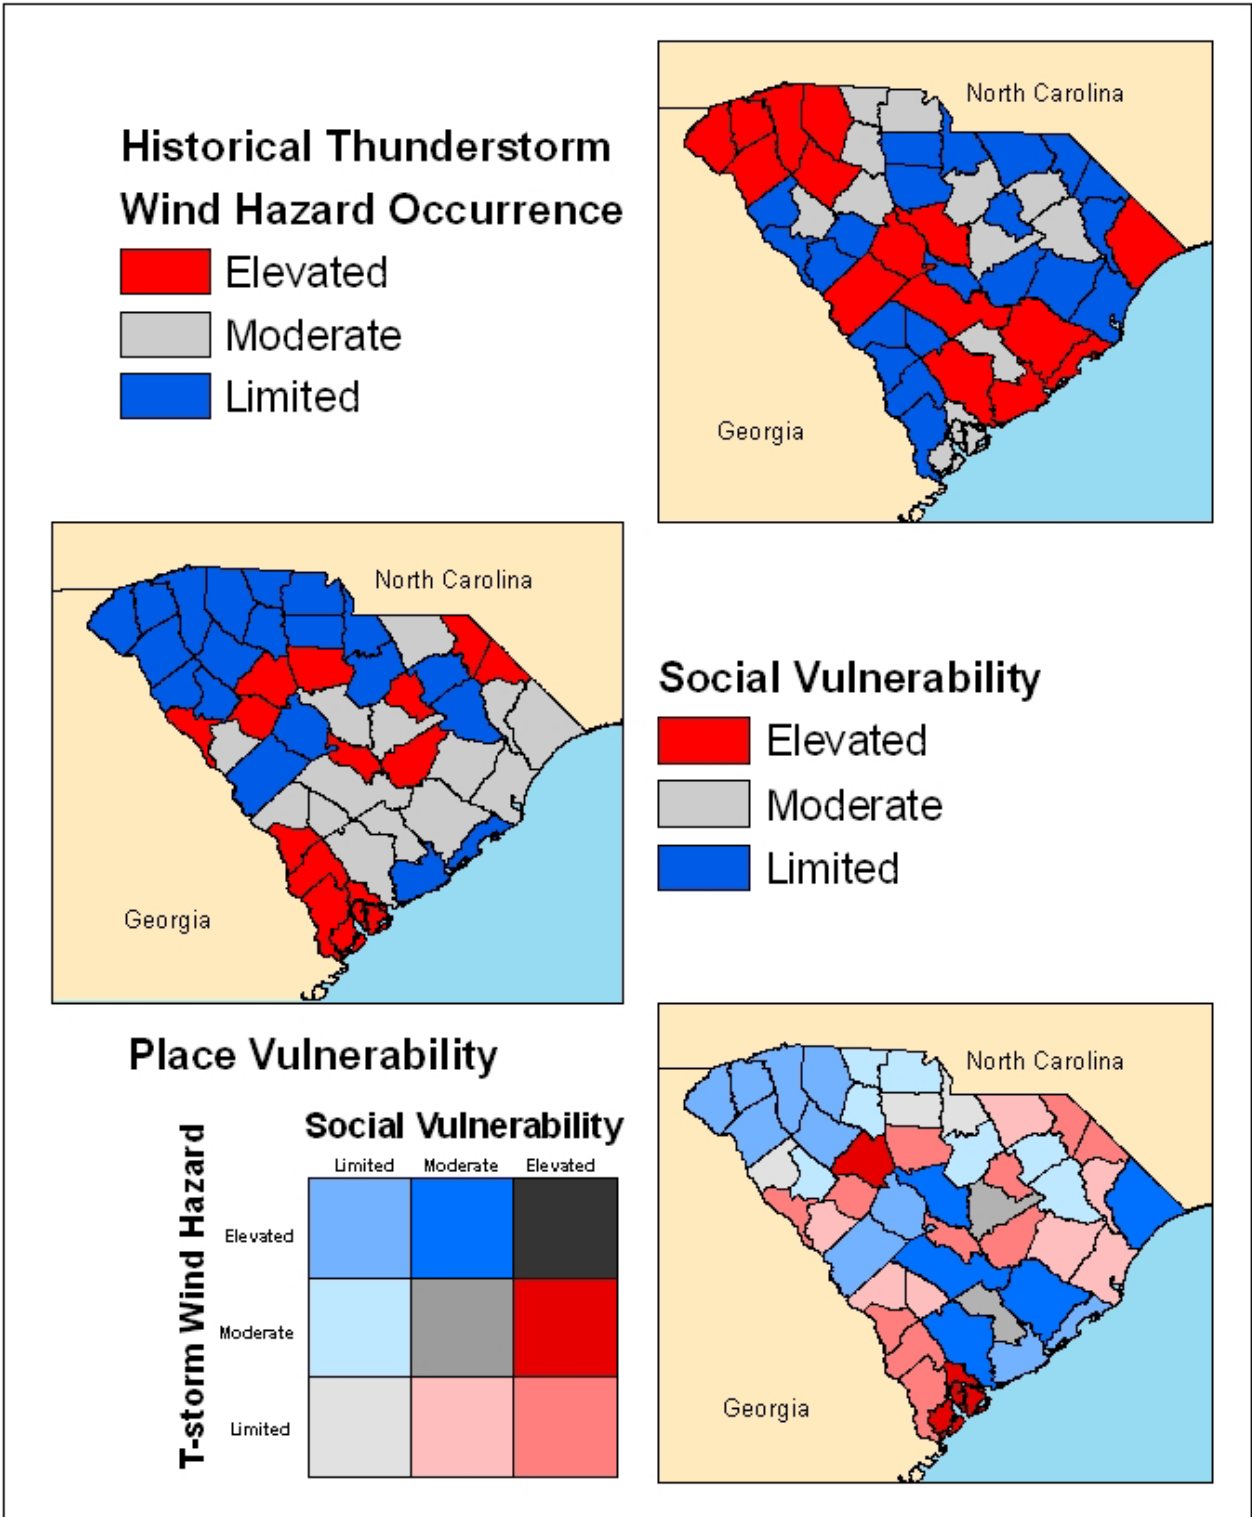 North Carolina
Historical Thunderstorm
Wind Hazard Occurrence
Elevated
Moderate
Limited
Georgia
North Carolina
Social Vulnerability
Elevated
Moderate
Limited
Georgia
Place Vulnerability
North Carolina
Social Vulnerability
Limited Moderate Elevated
T-storm Wind Hazard
Elevated
Moderate
Limited
Georgia